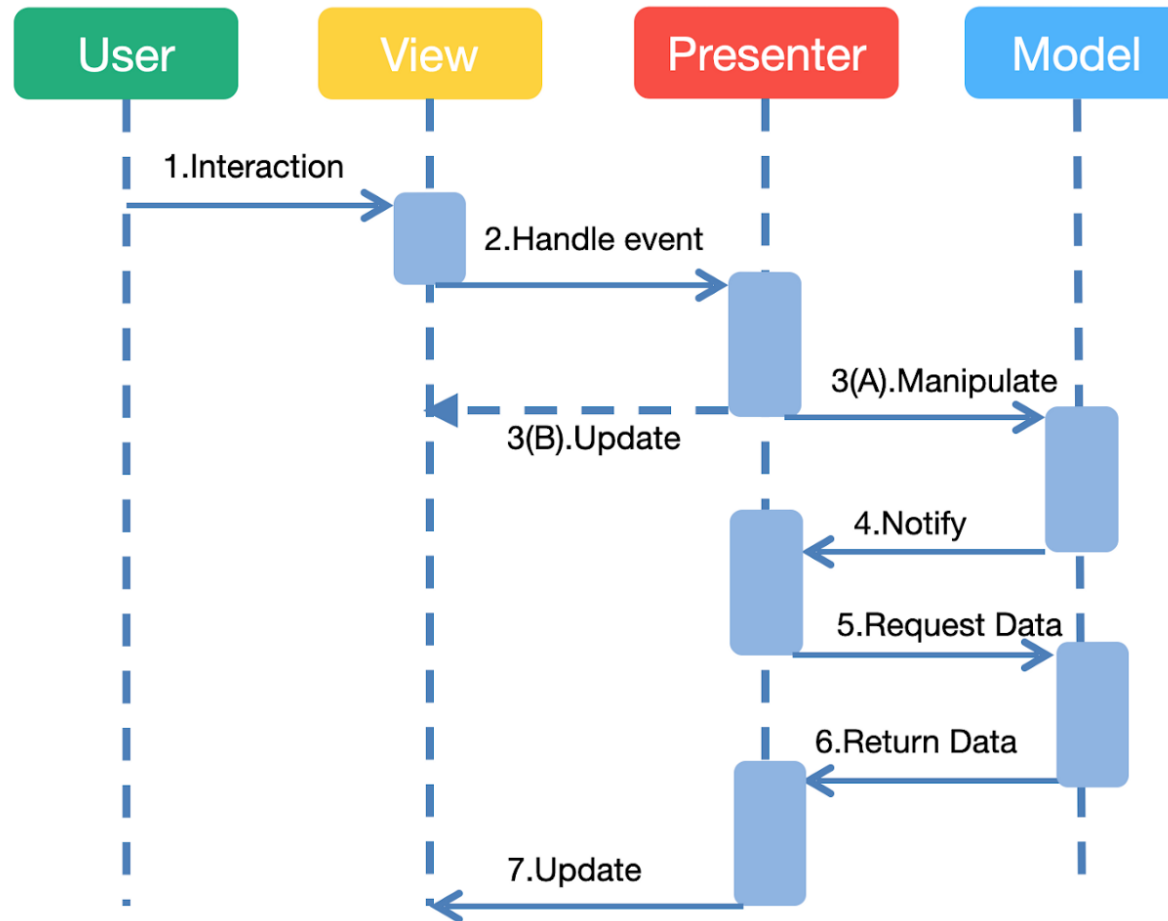 User
View
Presenter
Model
1.Interaction
2.Handle event
3(A).Manipulate
3(B).Update
4.Notify
5.Request Data
6.Return Data
7.Update